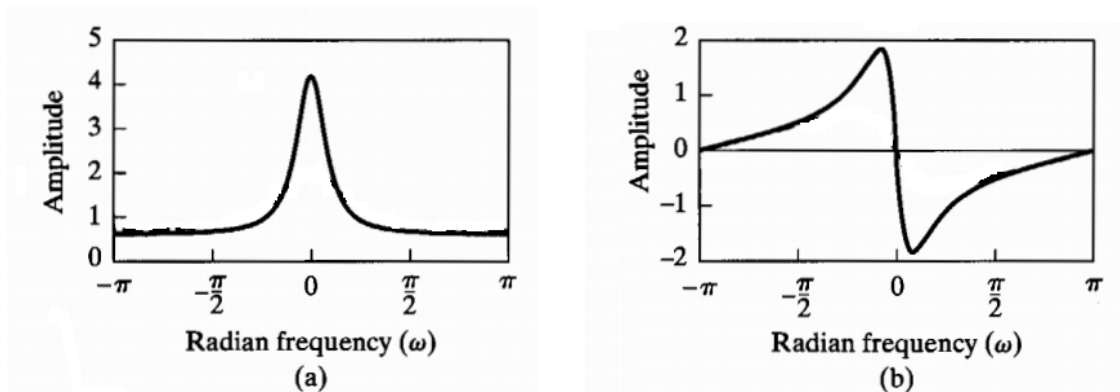 5
4
3
2
1
0
Amplitude
−π
−π/2
0
π/2
π
Radian frequency (ω)
(a)
2
1
0
−1
−2
Amplitude
−π
−π/2
0
π/2
π
Radian frequency (ω)
(b)